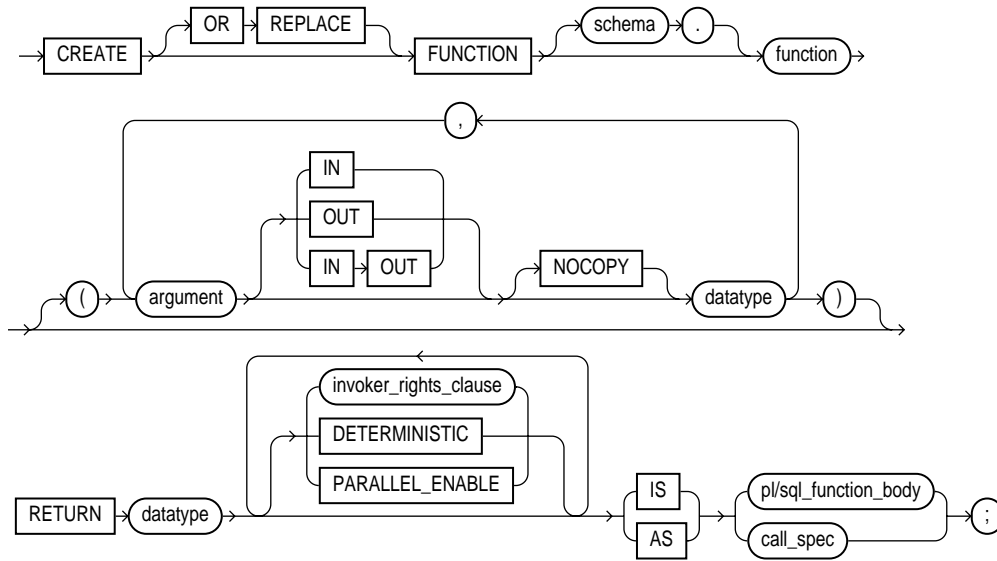 OR REPLACE schema .
CREATE FUNCTION function
,
IN
OUT
IN OUT NOCOPY
( argument datatype )
invoker_rights_clause
DETERMINISTIC
PARALLEL_ENABLE IS pl/sql_function_body
RETURN datatype ;
AS call_spec